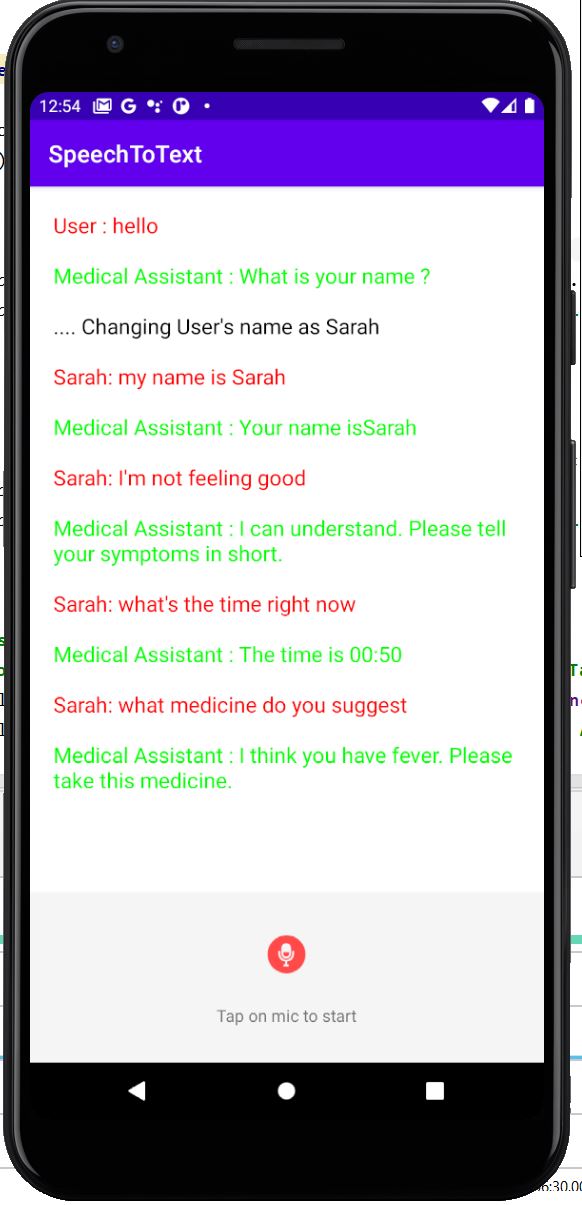 12:54
SpeechToText
User : hello
Medical Assistant : What is your name ?
.... Changing User's name as Sarah
Sarah: my name is Sarah
Medical Assistant : Your name isSarah
Sarah: I'm not feeling good
Medical Assistant : I can understand. Please tell
your symptoms in short.
Sarah: what's the time right now
Medical Assistant : The time is 00:50
Sarah: what medicine do you suggest
Medical Assistant : I think you have fever. Please
take this medicine.
Tap on mic to start